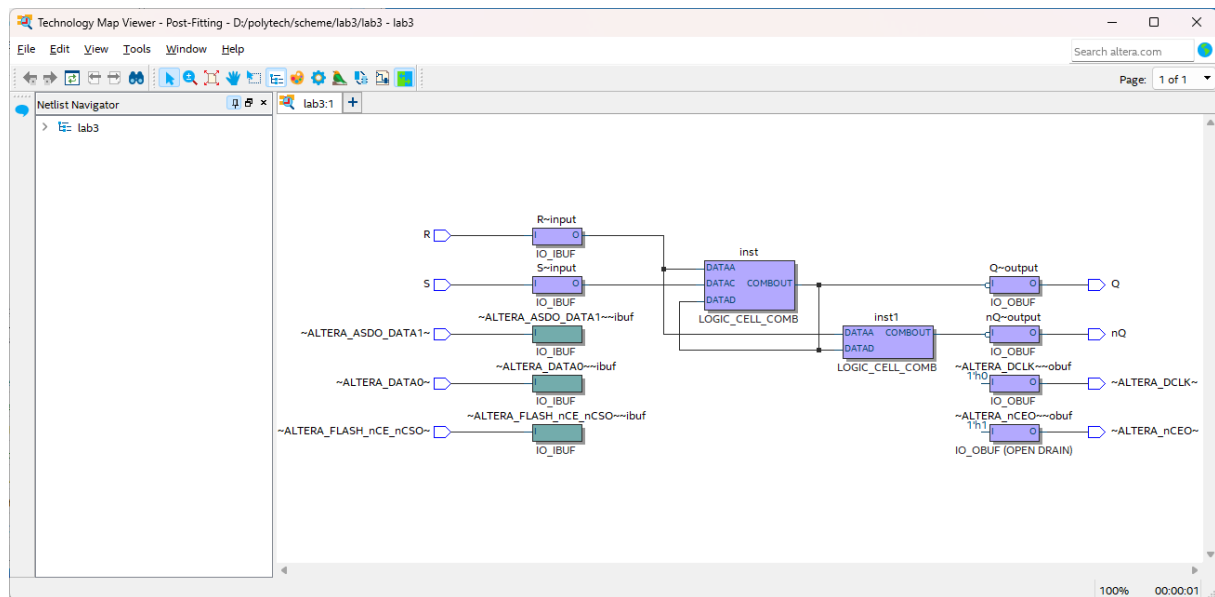 Technology Map Viewer - Post-Fitting - D:/polytech/scheme/lab3/lab3 - lab3
File Edit View Tools Window Help
Search altera.com
Page: 1 of 1
Netlist Navigator
lab3:1
lab3
R~input
R
I O
IO_IBUF
S~input
S
I O
IO_IBUF
inst
DATAA
DATAC COMBOUT
DATAD
LOGIC_CELL_COMB
Q~output
I O
Q
IO_OBUF
~ALTERA_ASDO_DATA1~~ibuf
~ALTERA_ASDO_DATA1~
I
IO_IBUF
inst1
DATAA COMBOUT
DATAD
LOGIC_CELL_COMB
nQ~output
I O
nQ
IO_OBUF
~ALTERA_DATA0~~ibuf
~ALTERA_DATA0~
I
IO_IBUF
~ALTERA_DCLK~~obuf
1'h0
I O
~ALTERA_DCLK~
IO_OBUF
~ALTERA_FLASH_nCE_nCSO~~ibuf
~ALTERA_FLASH_nCE_nCSO~
I
IO_IBUF
~ALTERA_nCEO~~obuf
1'h1
I O
~ALTERA_nCEO~
IO_OBUF (OPEN DRAIN)
100% 00:00:01